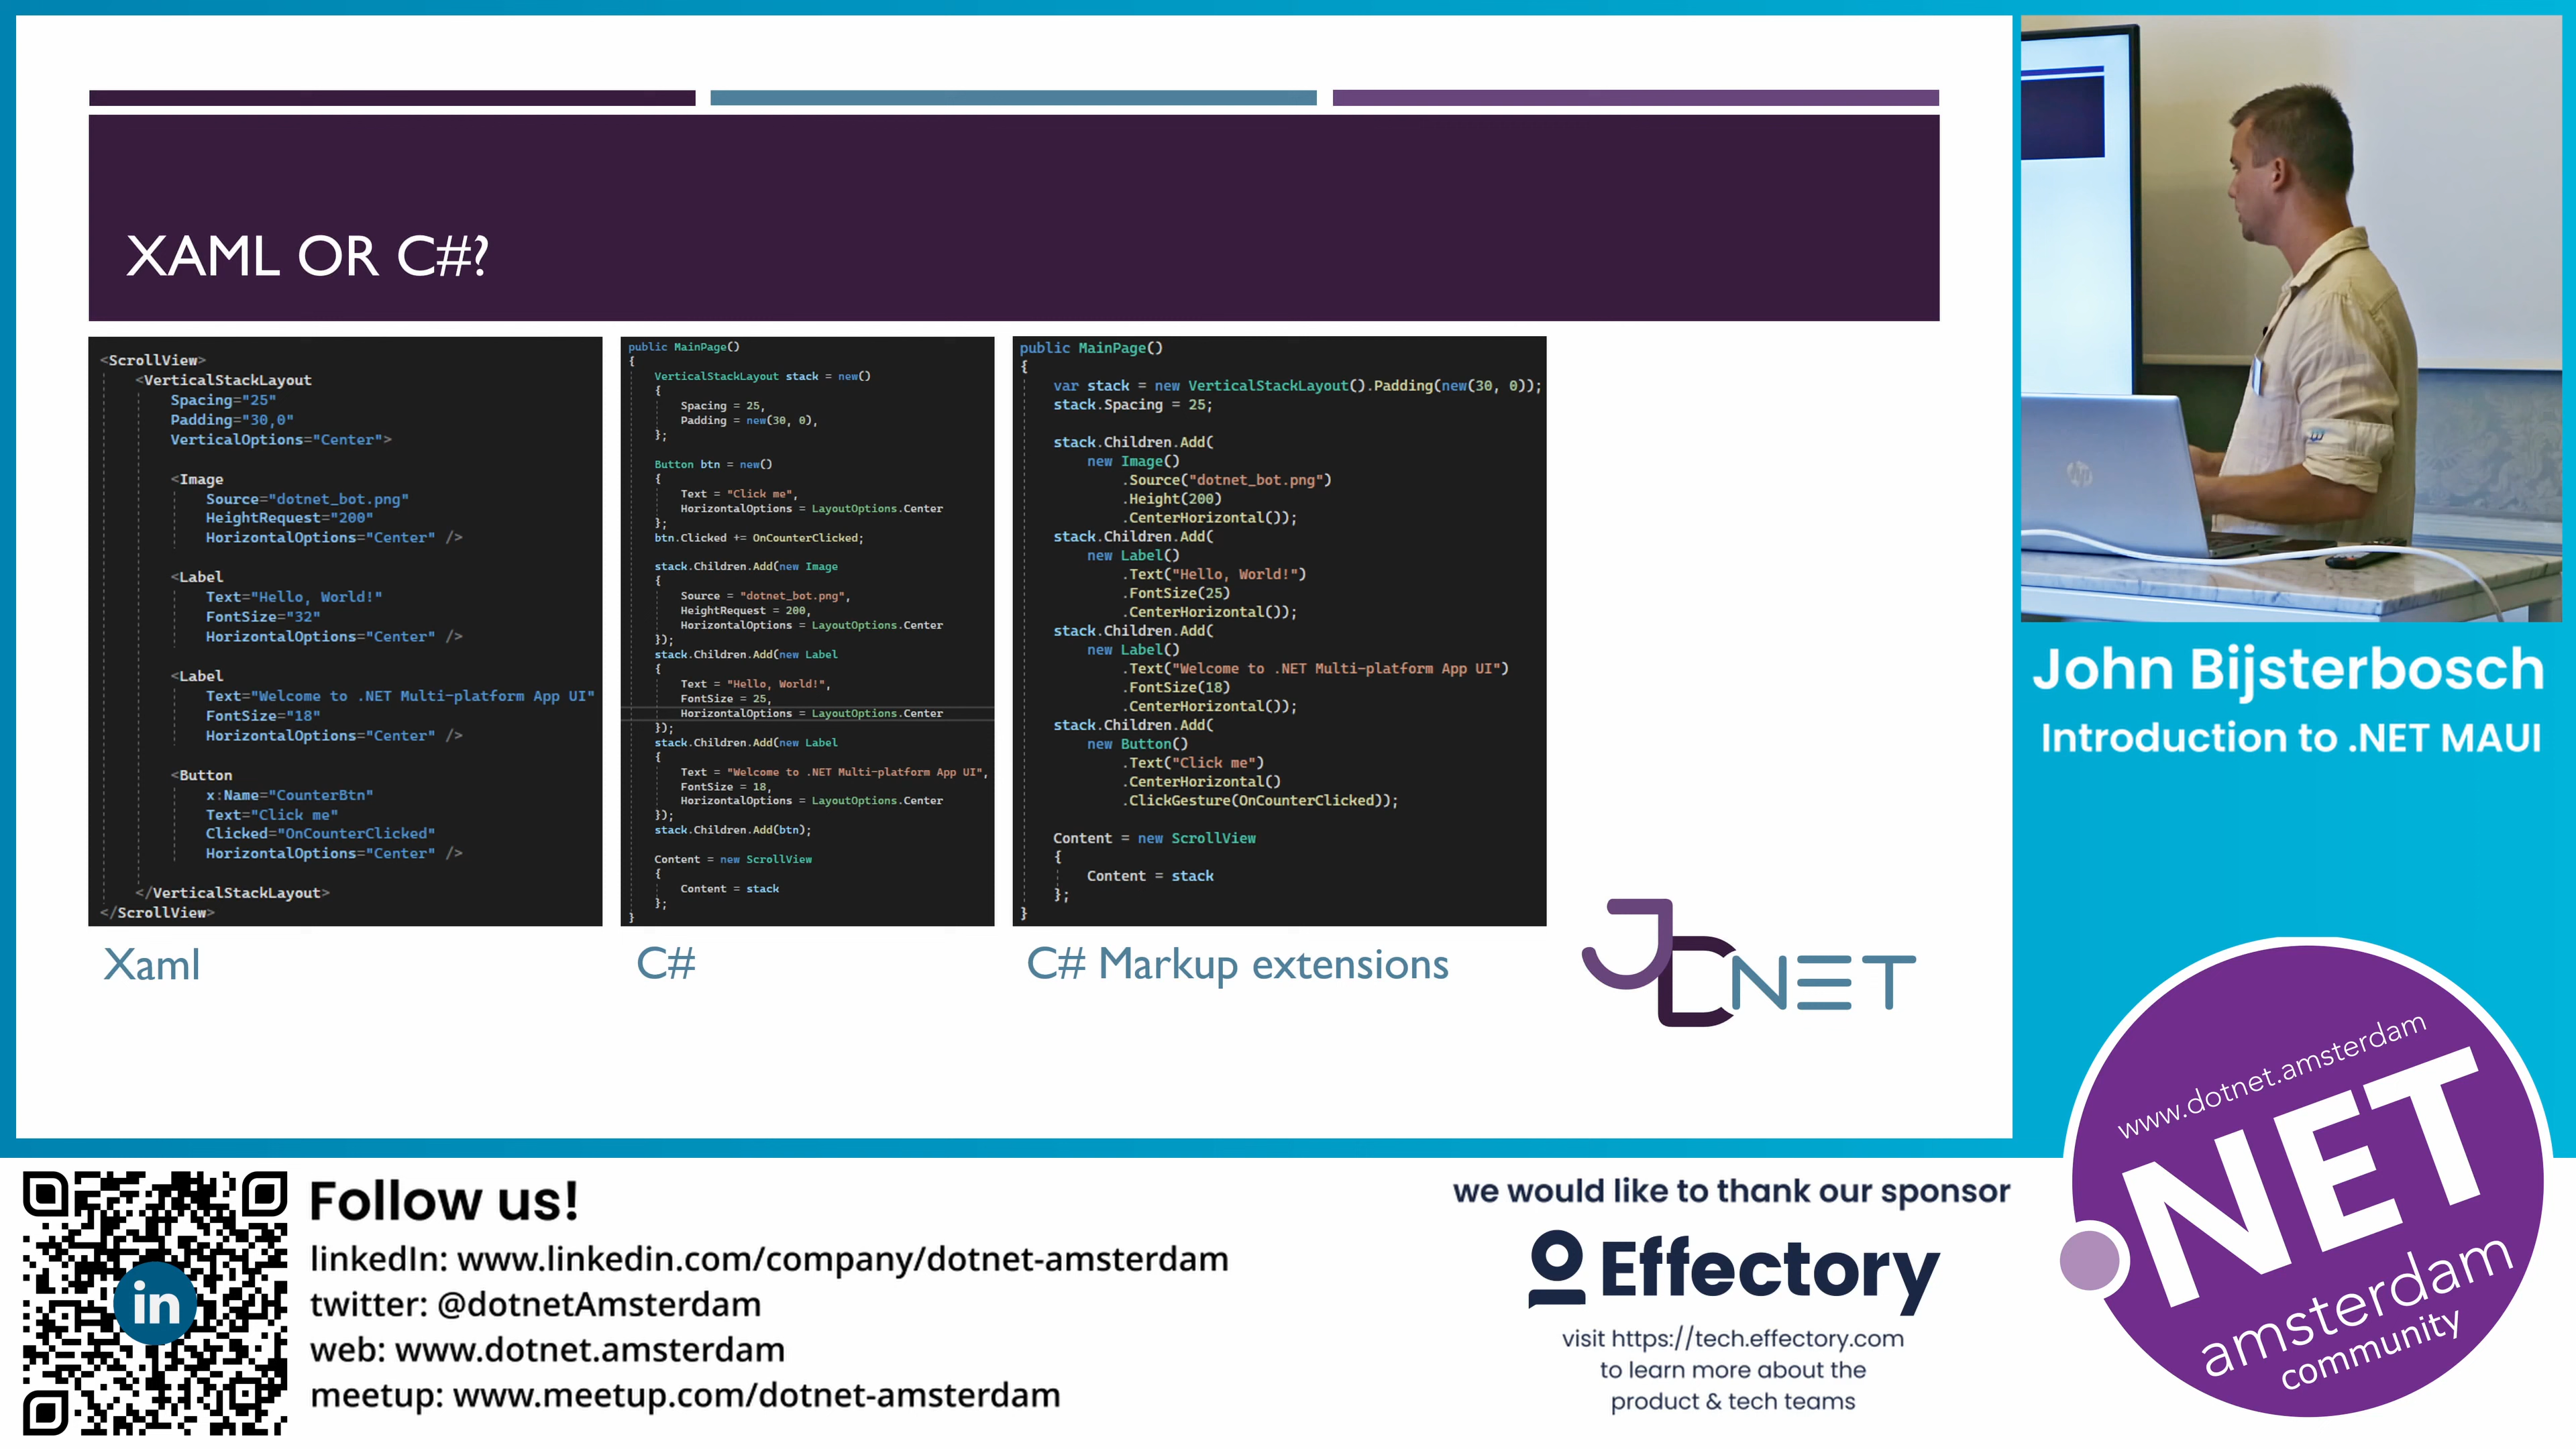 XAML OR C#?
<ScrollView>
<VerticalStackLayout
Spacing="25"
Padding="30,0"
VerticalOptions="Center">
<Image
Source="dotnet_bot.png"
HeightRequest="200"
HorizontalOptions="Center" />
<Label
Text="Hello, World!"
FontSize="32"
HorizontalOptions="Center" />
<Label
Text="Welcome to .NET Multi-platform App UI"
FontSize="18"
HorizontalOptions="Center" />
<Button
x:Name="CounterBtn"
Text="Click me"
Clicked="OnCounterClicked"
HorizontalOptions="Center" />
</VerticalStackLayout>
</ScrollView>
Xaml
public MainPage()
{
VerticalStackLayout stack = new()
{
Spacing = 25,
Padding = new(30, 0),
};
Button btn = new()
{
Text = "Click me",
HorizontalOptions = LayoutOptions.Center
};
btn.Clicked += OnCounterClicked;
stack.Children.Add(new Image
{
Source = "dotnet_bot.png",
HeightRequest = 200,
HorizontalOptions = LayoutOptions.Center
});
stack.Children.Add(new Label
{
Text = "Hello, World!",
FontSize = 25,
HorizontalOptions = LayoutOptions.Center
});
stack.Children.Add(new Label
{
Text = "Welcome to .NET Multi-platform App UI",
FontSize = 18,
HorizontalOptions = LayoutOptions.Center
});
stack.Children.Add(btn);
Content = new ScrollView
{
Content = stack
};
}
C#
public MainPage()
{
var stack = new VerticalStackLayout().Padding(new(30, 0));
stack.Spacing = 25;
stack.Children.Add(
new Image()
.Source("dotnet_bot.png")
.Height(200)
.CenterHorizontal());
stack.Children.Add(
new Label()
.Text("Hello, World!")
.FontSize(25)
.CenterHorizontal());
stack.Children.Add(
new Label()
.Text("Welcome to .NET Multi-platform App UI")
.FontSize(18)
.CenterHorizontal());
stack.Children.Add(
new Button()
.Text("Click me")
.CenterHorizontal()
.ClickGesture(OnCounterClicked));
Content = new ScrollView
{
Content = stack
};
}
C# Markup extensions
JDNET
hp
John Bijsterbosch
Introduction to .NET MAUI
www.dotnet.amsterdam
.NET
amsterdam
community
in
Follow us!
linkedIn: www.linkedin.com/company/dotnet-amsterdam
twitter: @dotnetAmsterdam
web: www.dotnet.amsterdam
meetup: www.meetup.com/dotnet-amsterdam
we would like to thank our sponsor
Effectory
visit https://tech.effectory.com
to learn more about the
product & tech teams